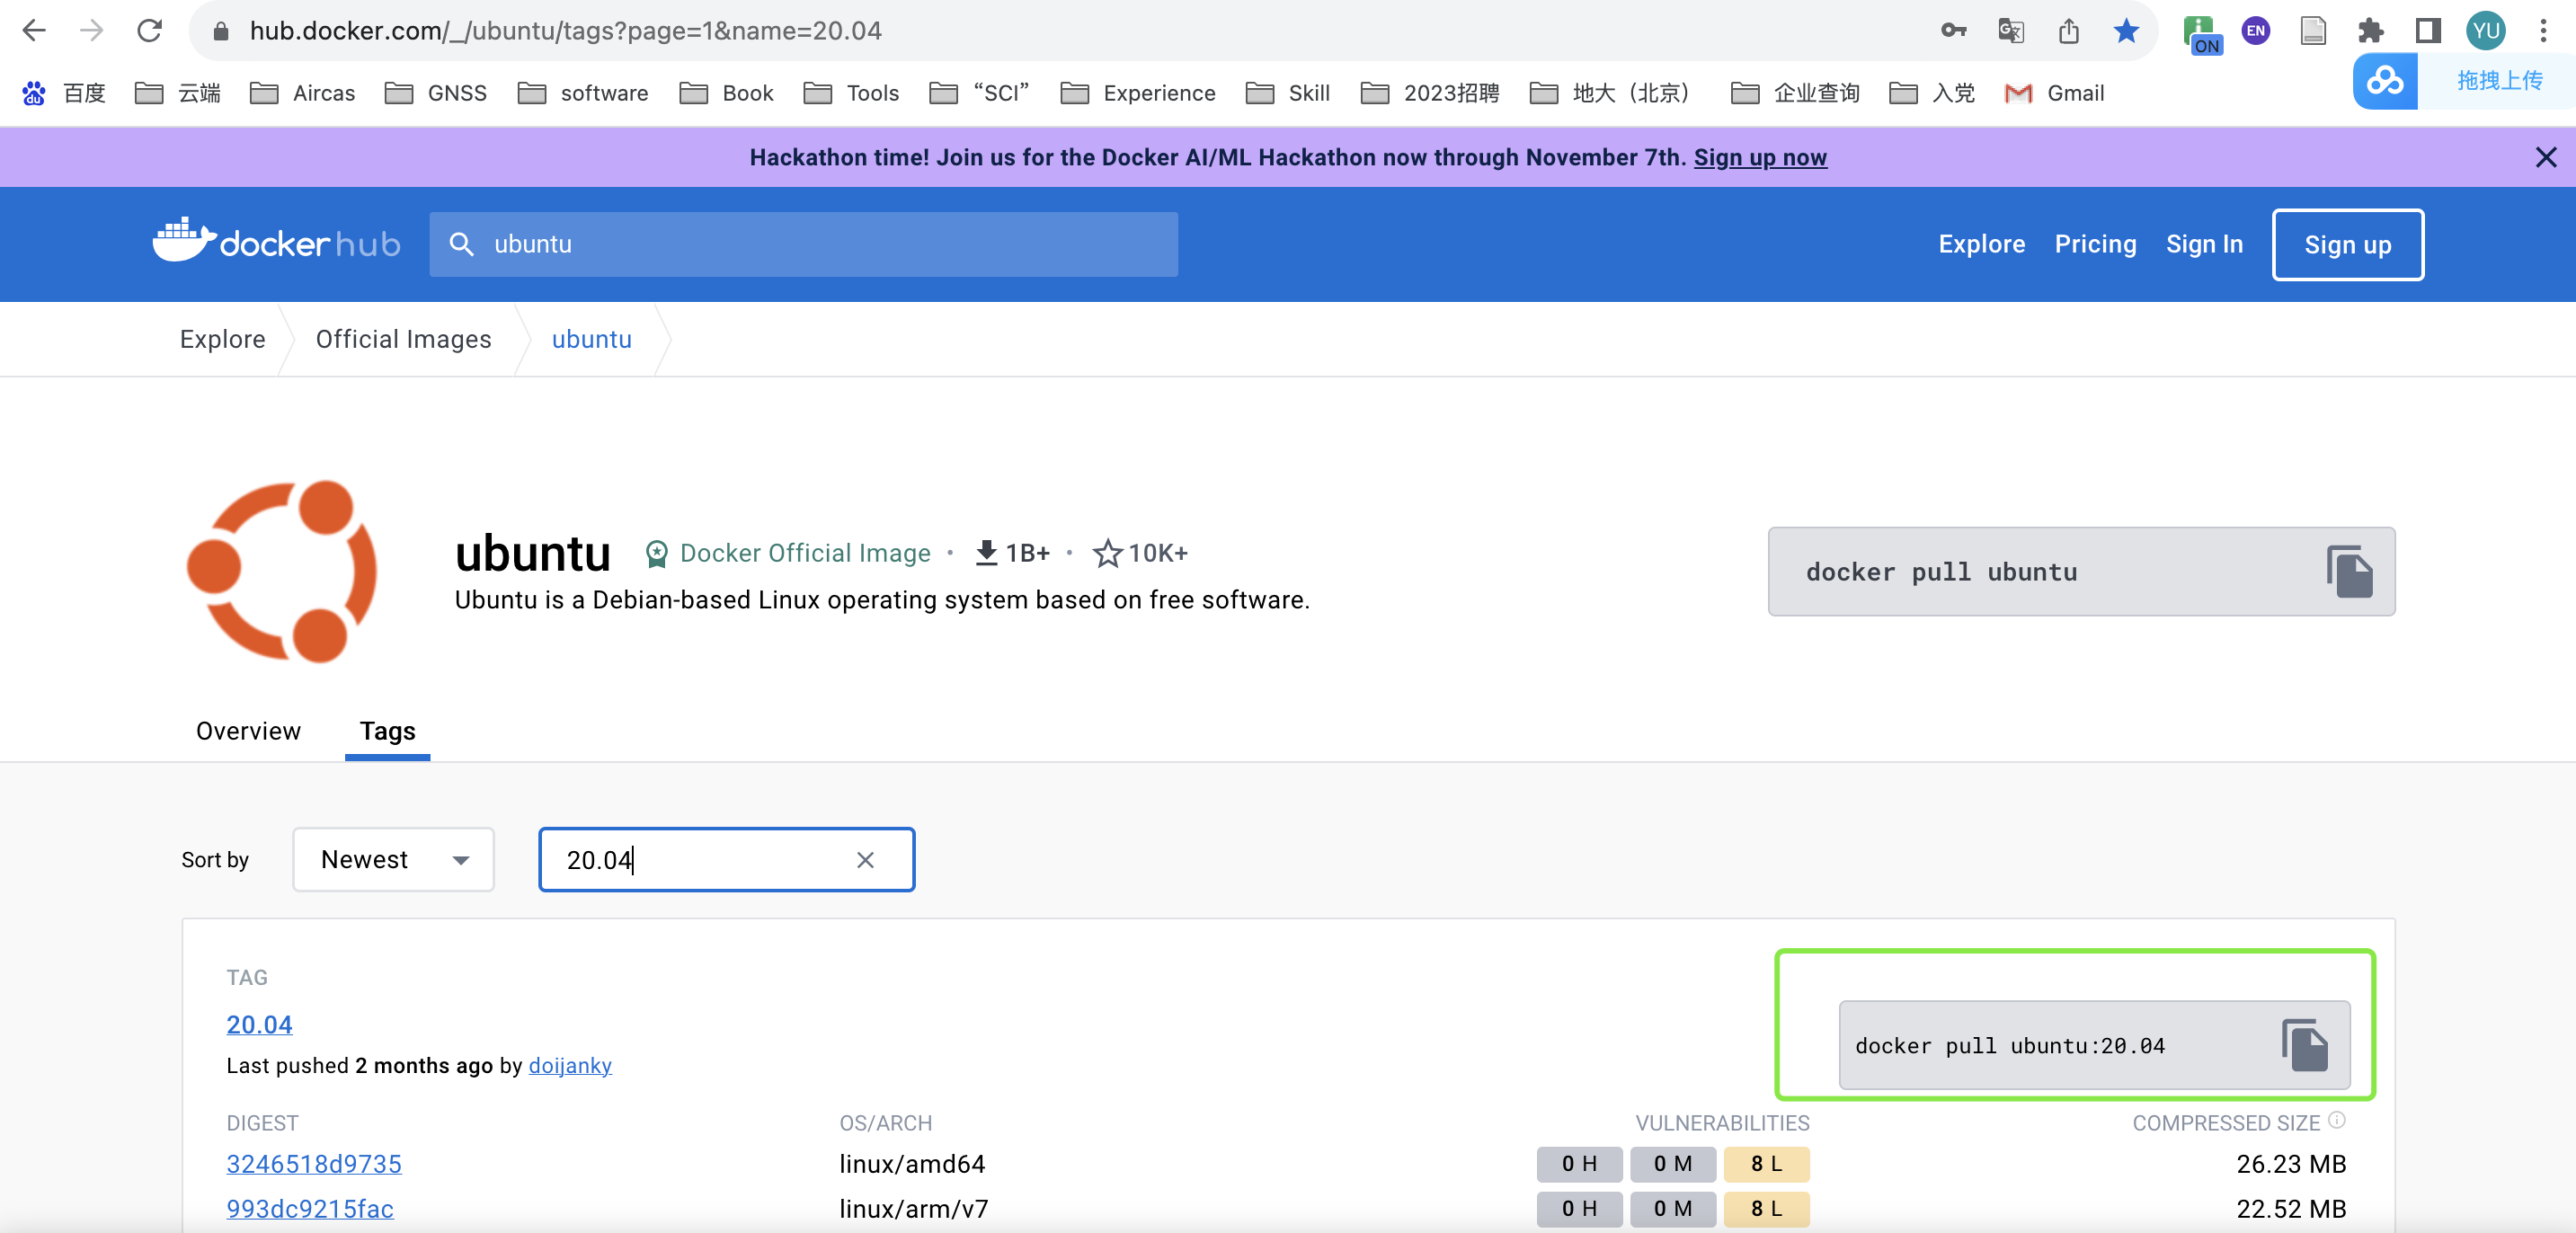 hub.docker.com/_/ubuntu/tags?page=1&name=20.04
ON
EN
YU
百度
云端
Aircas
GNSS
software
Book
Tools
“SCI”
Experience
Skill
2023招聘
地大（北京）
企业查询
入党
Gmail
拖拽上传
Hackathon time! Join us for the Docker AI/ML Hackathon now through November 7th. Sign up now
dockerhub
ubuntu
Explore
Pricing
Sign In
Sign up
Explore
Official Images
ubuntu
ubuntu
Docker Official Image • 1B+ • 10K+
Ubuntu is a Debian-based Linux operating system based on free software.
docker pull ubuntu
Overview
Tags
Sort by
Newest
20.04
TAG
20.04
Last pushed 2 months ago by doijanky
docker pull ubuntu:20.04
DIGEST OS/ARCH VULNERABILITIES COMPRESSED SIZE
3246518d9735 linux/amd64 0 H 0 M 8 L 26.23 MB
993dc9215fac linux/arm/v7 0 H 0 M 8 L 22.52 MB